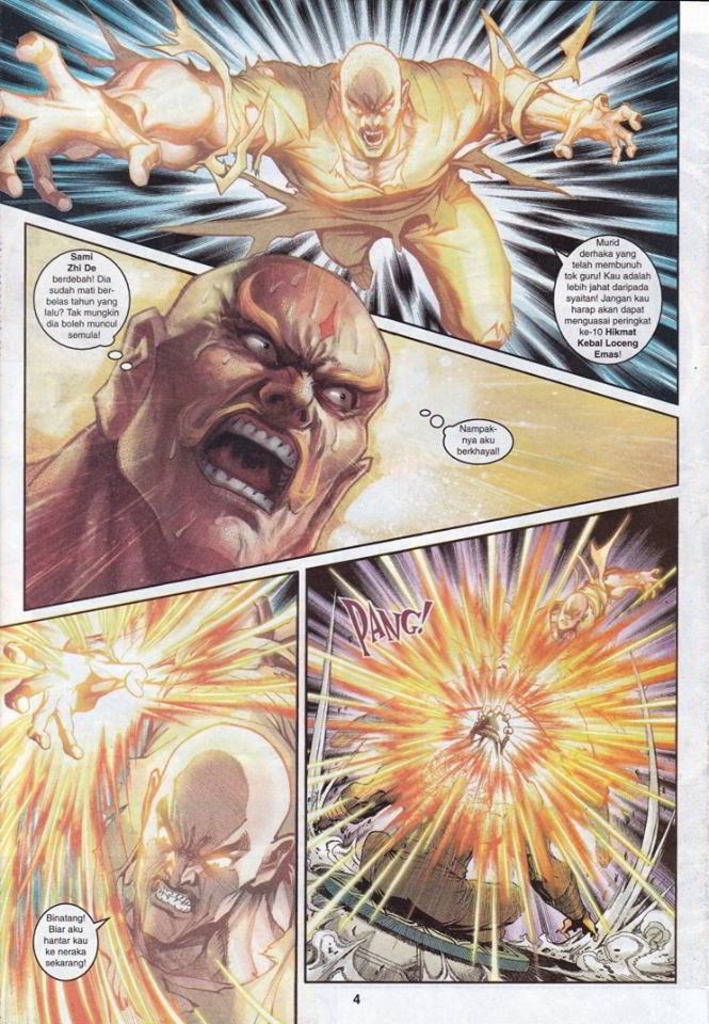 Murid
derhaka yang
telah membunuh
tok guru! Kau adalah
lebih jahat daripada
syaitan! Jangan kau
harap akan dapat
menguasai peringkat
ke-10 Hikmat
Kebal Loceng
Emas!
Sami
Zhi De
berdebah! Dia
sudah mati ber-
belas tahun yang
lalu? Tak mungkin
dia boleh muncul
semula!
Nampak-
nya aku
berkhayal!
Binatang!
Biar aku
hantar kau
ke neraka
sekarang!
PANG!
4